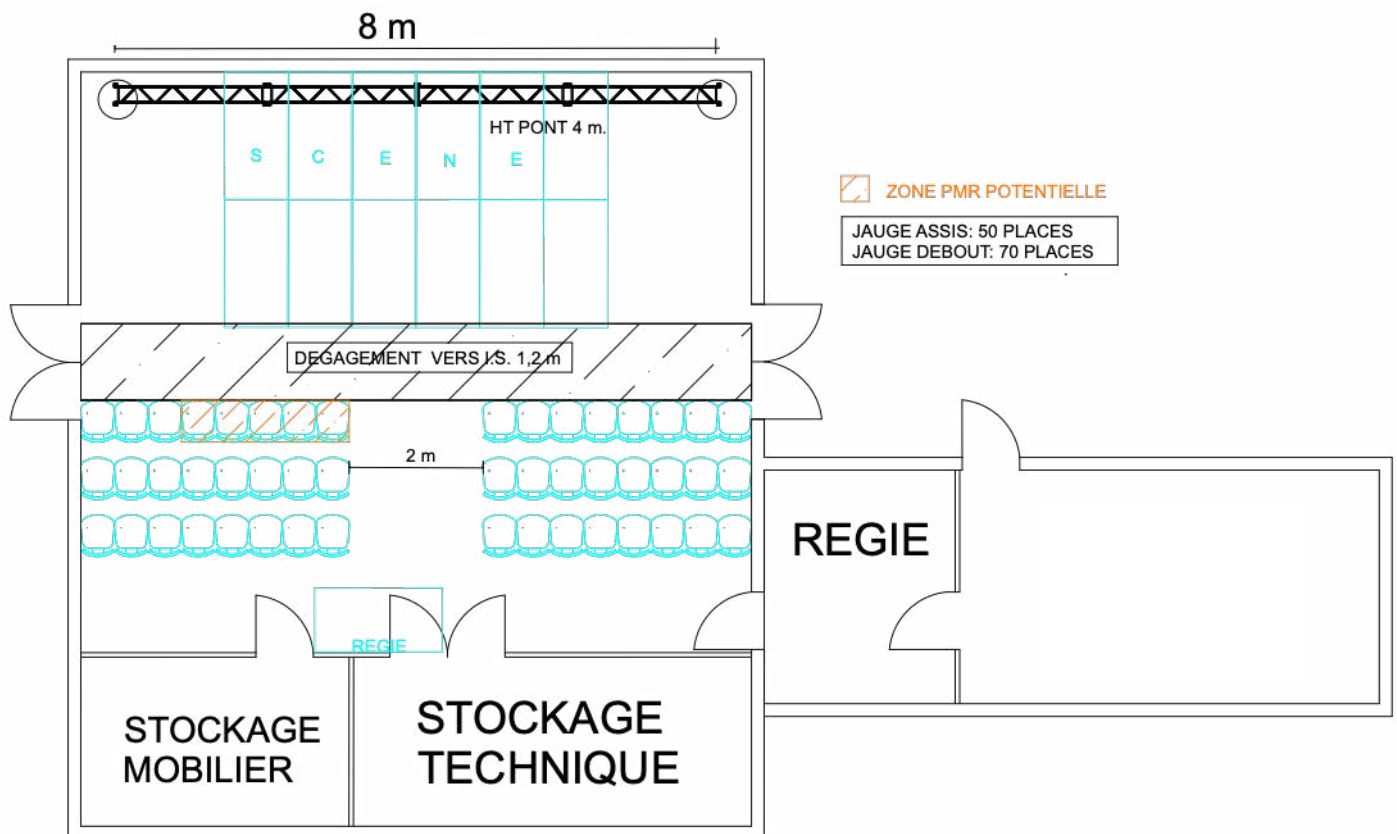 8 m
HT PONT 4 m.
S C E N E
ZONE PMR POTENTIELLE
JAUGE ASSIS: 50 PLACES
JAUGE DEBOUT: 70 PLACES
DEGAGEMENT VERS I.S. 1,2 m
2 m
REGIE
REGIE
STOCKAGE
MOBILIER
STOCKAGE
TECHNIQUE